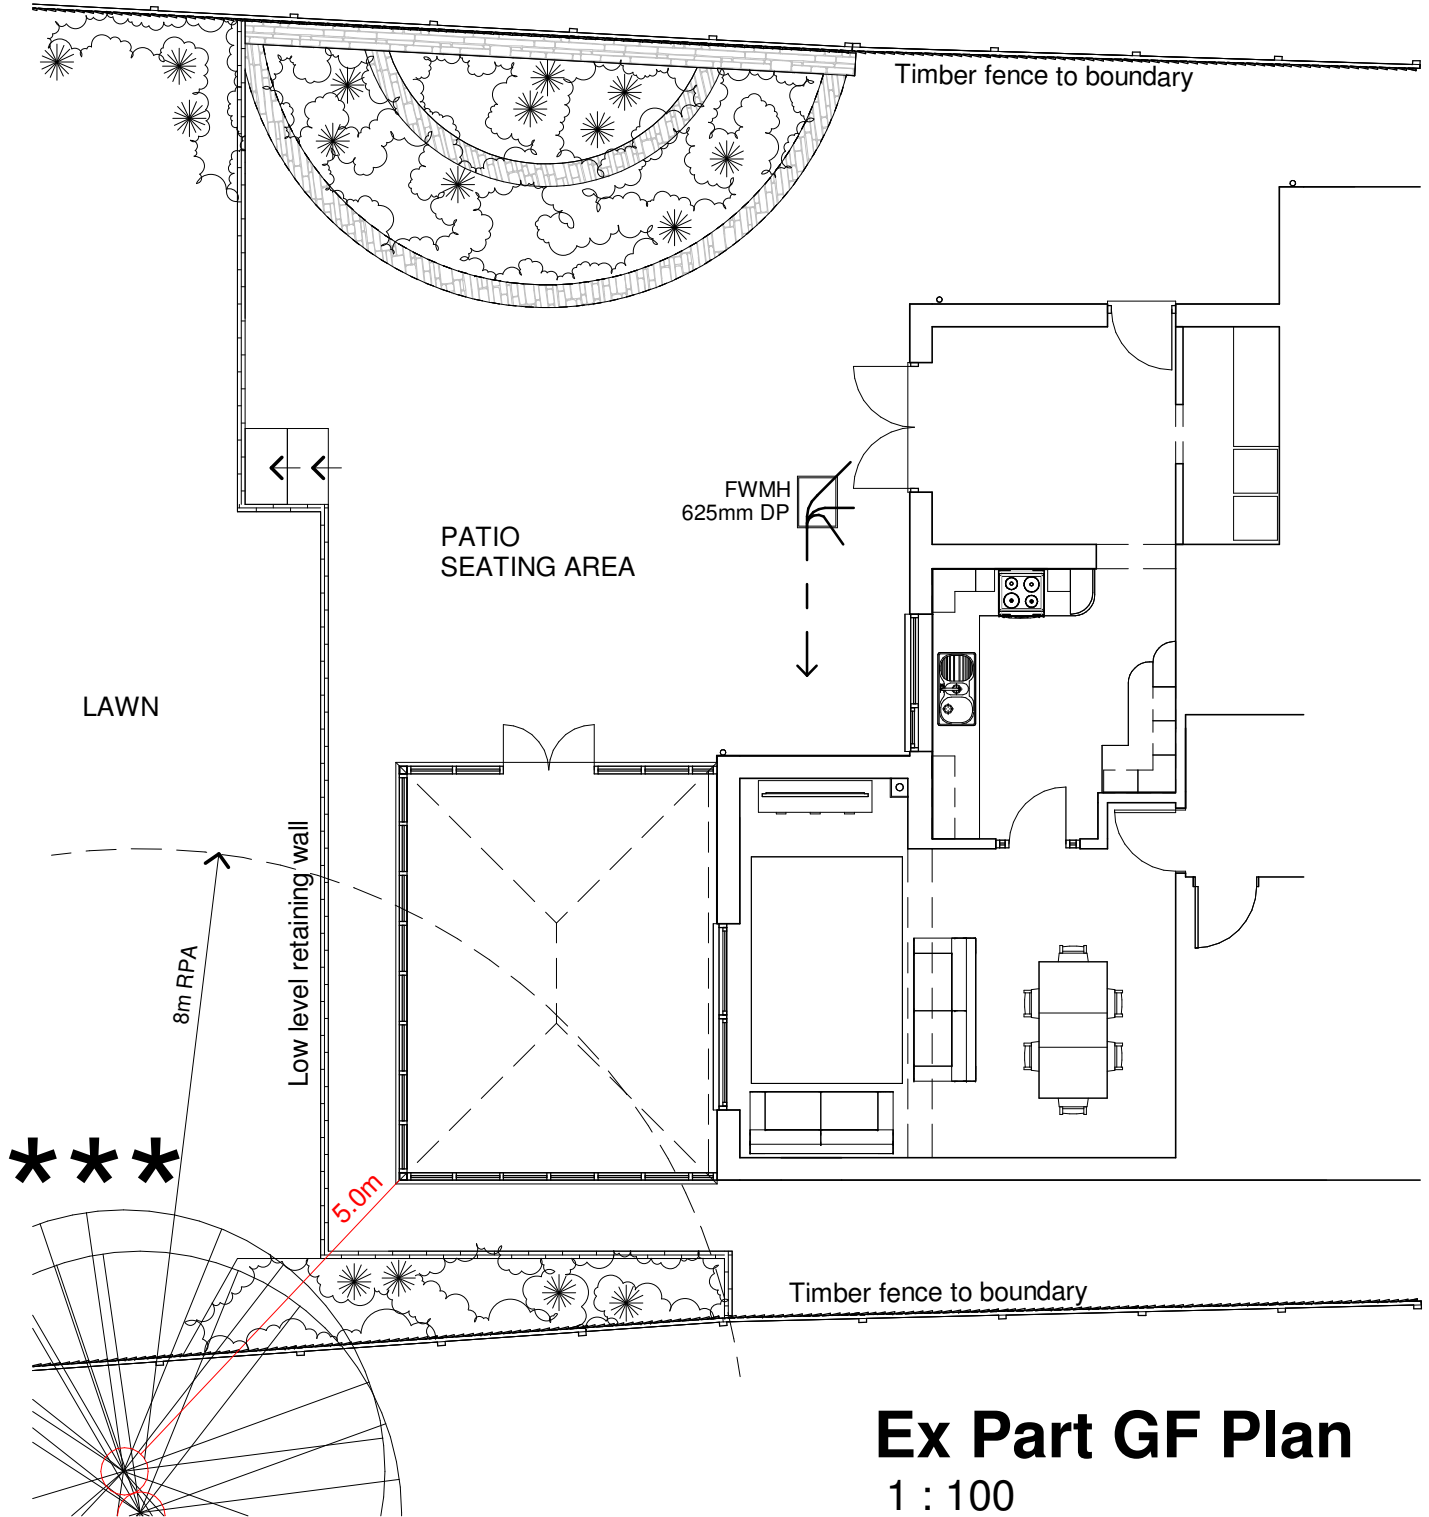 Timber fence to boundary
FWMH
625mm DP
PATIO
SEATING AREA
LAWN
Low level retaining wall
8m RPA
***
5.0m
Timber fence to boundary
Ex Part GF Plan
1 : 100